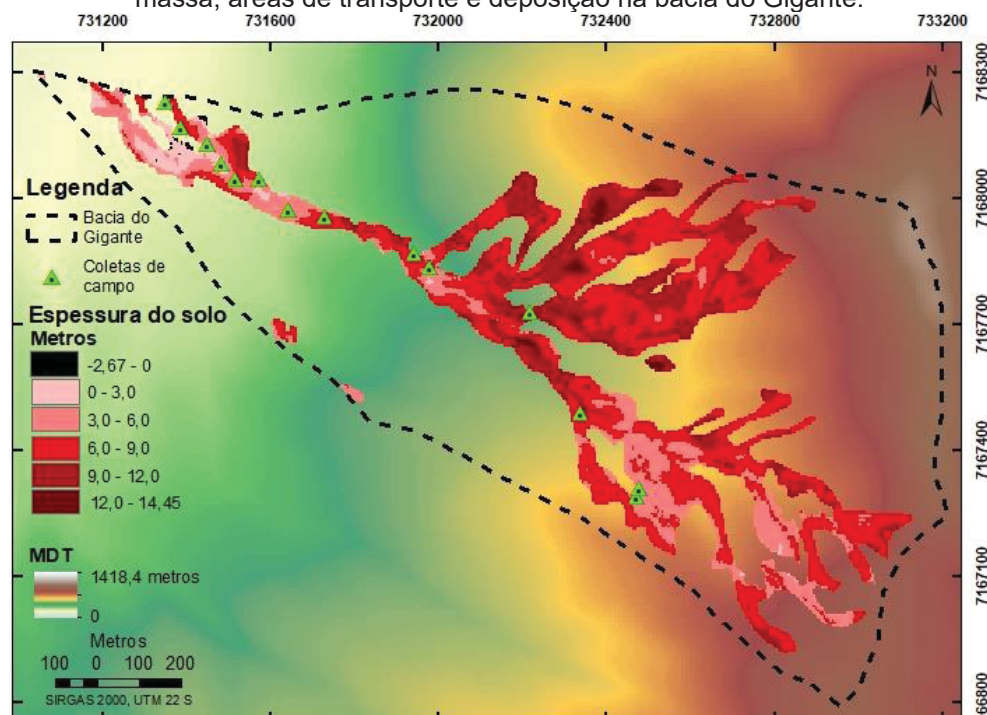 massa, áreas de transporte e deposição na bacia do Gigante.
731200 731600 732000 732400 732800 733200
7168300
N
7168000
7167700
7167400
7167100
66800
Legenda
Bacia do
Gigante
Coletas de
campo
Espessura do solo
Metros
-2,67 - 0
0 - 3,0
3,0 - 6,0
6,0 - 9,0
9,0 - 12,0
12,0 - 14,45
MDT
1418,4 metros
0
Metros
100 0 100 200
SIRGAS 2000, UTM 22 S